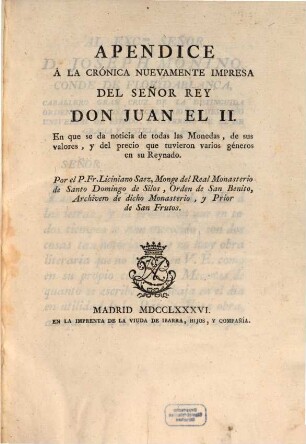 APENDICE
Á LA CRÓNICA NUEVAMENTE IMPRESA
DEL SEÑOR REY
DON JUAN EL II.
En que se da noticia de todas las Monedas, de sus
valores, y del precio que tuvieron varios géneros
en su Reynado.
Por el P. Fr. Liciniano Saez, Monge del Real Monasterio
de Santo Domingo de Silos, Orden de San Benito,
Archivero de dicho Monasterio, y Prior
de San Frutos.
MADRID MDCCLXXXVI.
EN LA IMPRENTA DE LA VIUDA DE IBARRA, HIJOS, Y COMPAÑÍA.